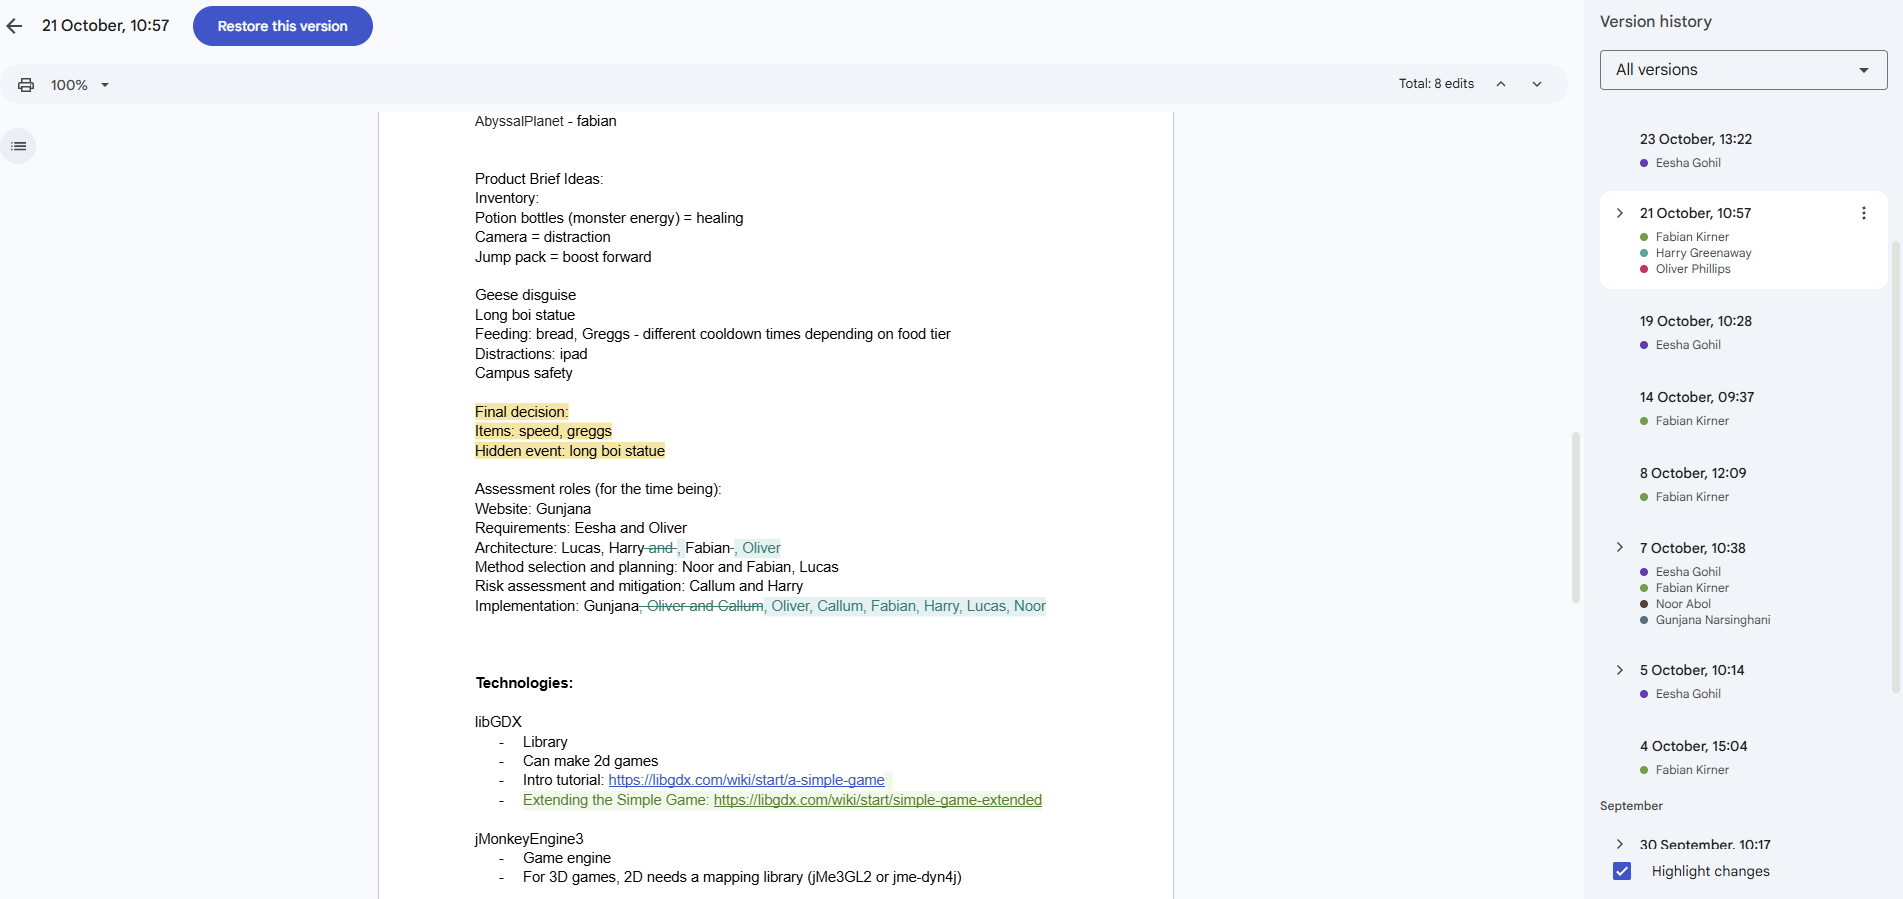 21 October, 10:57
Restore this version
100%
Total: 8 edits
AbyssalPlanet - fabian
Product Brief Ideas:
Inventory:
Potion bottles (monster energy) = healing
Camera = distraction
Jump pack = boost forward
Geese disguise
Long boi statue
Feeding: bread, Greggs - different cooldown times depending on food tier
Distractions: ipad
Campus safety
Final decision:
Items: speed, greggs
Hidden event: long boi statue
Assessment roles (for the time being):
Website: Gunjana
Requirements: Eesha and Oliver
Architecture: Lucas, Harry and , Fabian , Oliver
Method selection and planning: Noor and Fabian, Lucas
Risk assessment and mitigation: Callum and Harry
Implementation: Gunjana, Oliver and Callum, Oliver, Callum, Fabian, Harry, Lucas, Noor
Technologies:
libGDX
- Library
- Can make 2d games
- Intro tutorial: https://libgdx.com/wiki/start/a-simple-game
- Extending the Simple Game: https://libgdx.com/wiki/start/simple-game-extended
jMonkeyEngine3
- Game engine
- For 3D games, 2D needs a mapping library (jMe3GL2 or jme-dyn4j)
Version history
All versions
23 October, 13:22
Eesha Gohil
21 October, 10:57
Fabian Kirner
Harry Greenaway
Oliver Phillips
19 October, 10:28
Eesha Gohil
14 October, 09:37
Fabian Kirner
8 October, 12:09
Fabian Kirner
7 October, 10:38
Eesha Gohil
Fabian Kirner
Noor Abol
Gunjana Narsinghani
5 October, 10:14
Eesha Gohil
4 October, 15:04
Fabian Kirner
September
30 September, 10:17
Highlight changes